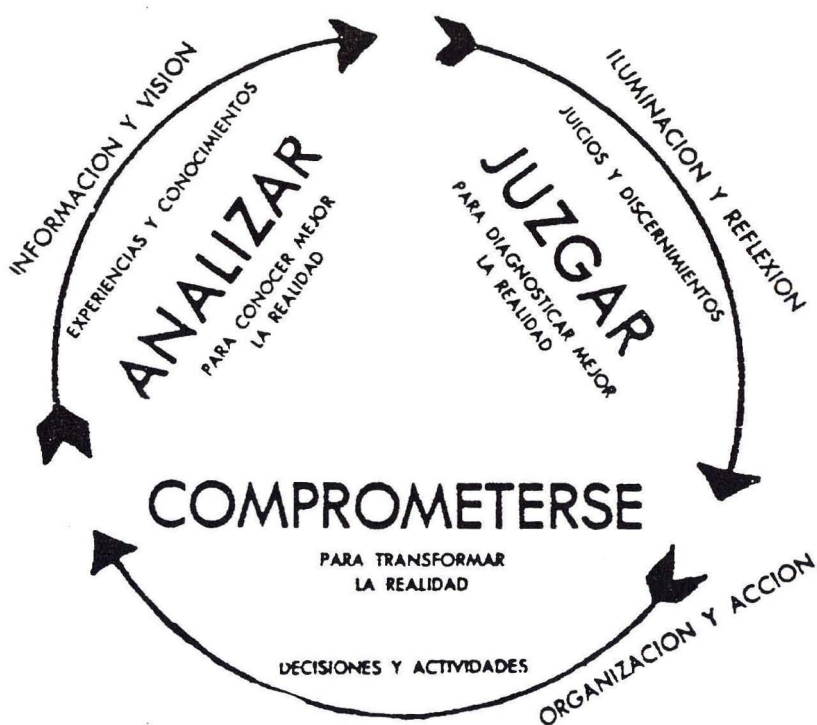 INFORMACION Y VISION
EXPERIENCIAS Y CONOCIMIENTOS
ANALIZAR
PARA CONOCER MEJOR
LA REALIDAD
ILUMINACION Y REFLEXION
JUICIOS Y DISCERNIMIENTOS
JUZGAR
PARA DIAGNOSTICAR MEJOR
LA REALIDAD
COMPROMETERSE
PARA TRANSFORMAR
LA REALIDAD
DECISIONES Y ACTIVIDADES
ORGANIZACION Y ACCION